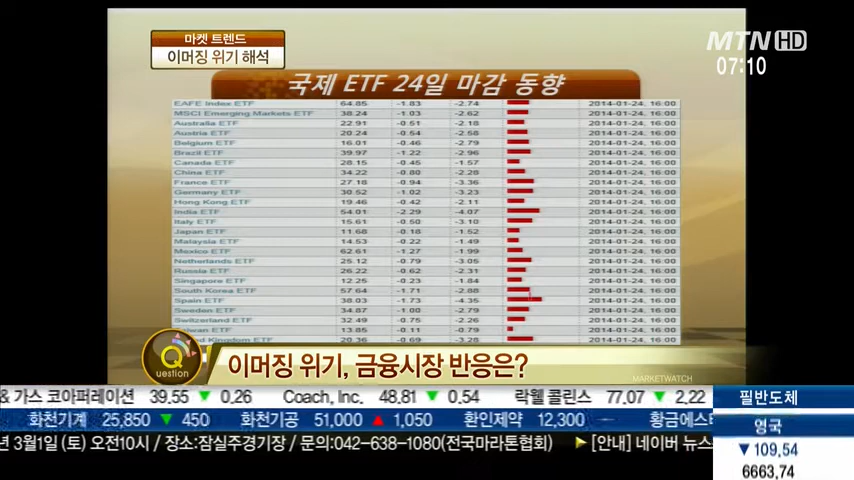 마켓 트렌드
이머징 위기 해석
MTN HD
07:10
국제 ETF 24일 마감 동향
EAFE Index ETF 64.85 -1.83 -2.74 2014-01-24, 16:00
MSCI Emerging Markets ETF 38.24 -1.03 -2.62 2014-01-24, 16:00
Australia ETF 22.91 -0.51 -2.18 2014-01-24, 16:00
Austria ETF 20.24 -0.54 -2.58 2014-01-24, 16:00
Belgium ETF 16.01 -0.46 -2.79 2014-01-24, 16:00
Brazil ETF 39.97 -1.22 -2.96 2014-01-24, 16:00
Canada ETF 28.15 -0.45 -1.57 2014-01-24, 16:00
China ETF 34.22 -0.80 -2.28 2014-01-24, 16:00
France ETF 27.18 -0.94 -3.36 2014-01-24, 16:00
Germany ETF 30.52 -1.02 -3.23 2014-01-24, 16:00
Hong Kong ETF 19.46 -0.42 -2.11 2014-01-24, 16:00
India ETF 54.01 -2.29 -4.07 2014-01-24, 16:00
Italy ETF 15.61 -0.50 -3.10 2014-01-24, 16:00
Japan ETF 11.68 -0.18 -1.52 2014-01-24, 16:00
Malaysia ETF 14.53 -0.22 -1.49 2014-01-24, 16:00
Mexico ETF 62.61 -1.27 -1.99 2014-01-24, 16:00
Netherlands ETF 25.12 -0.79 -3.05 2014-01-24, 16:00
Russia ETF 26.22 -0.62 -2.31 2014-01-24, 16:00
Singapore ETF 12.25 -0.23 -1.84 2014-01-24, 16:00
South Korea ETF 57.64 -1.71 -2.88 2014-01-24, 16:00
Spain ETF 38.03 -1.73 -4.35 2014-01-24, 16:00
Sweden ETF 34.87 -1.00 -2.79 2014-01-24, 16:00
Switzerland ETF 32.49 -0.75 -2.26 2014-01-24, 16:00
ETF 13.85 -0.11 -0.79 2014-01-24, 16:00
Kingdom ETF 20.36 -0.69 -3.28 2014-01-24, 16:00
Question
이머징 위기, 금융시장 반응은?
MARKETWATCH
& 가스 코아퍼레이션 39,55 ▼ 0,26 Coach, Inc. 48,81 ▼ 0,54 락웰 콜린스 77,07 ▼ 2,22
화천기계 25,850 ▼ 450 화천기공 51,000 ▲ 1,050 환인제약 12,300 — 황금에스티
년 3월1일(토) 오전10시 / 장소:잠실주경기장 / 문의:042-638-1080(전국마라톤협회) ▶ [안내] 네이버 뉴스
필반도체
영국
▼109,54
6663,74